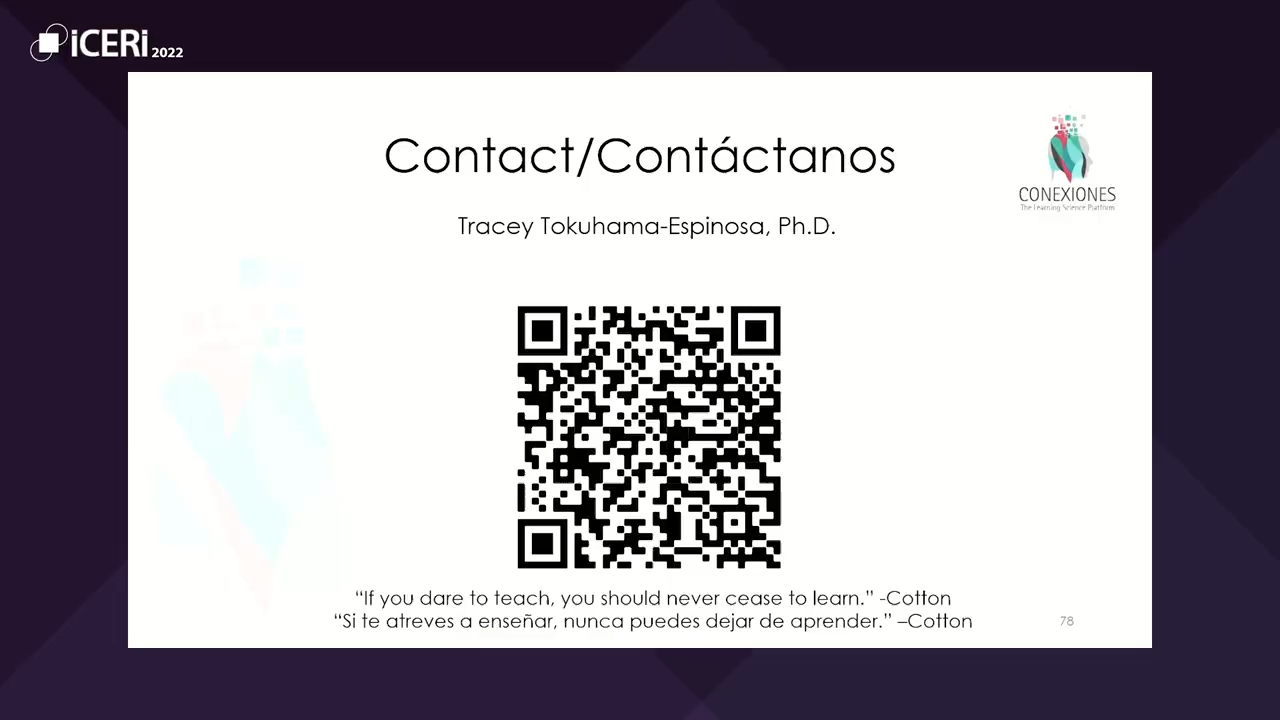 iCERi 2022
Contact/Contáctanos
CONEXIONES
The Learning Science Platform
Tracey Tokuhama-Espinosa, Ph.D.
“If you dare to teach, you should never cease to learn.” -Cotton
“Si te atreves a enseñar, nunca puedes dejar de aprender.” –Cotton
78